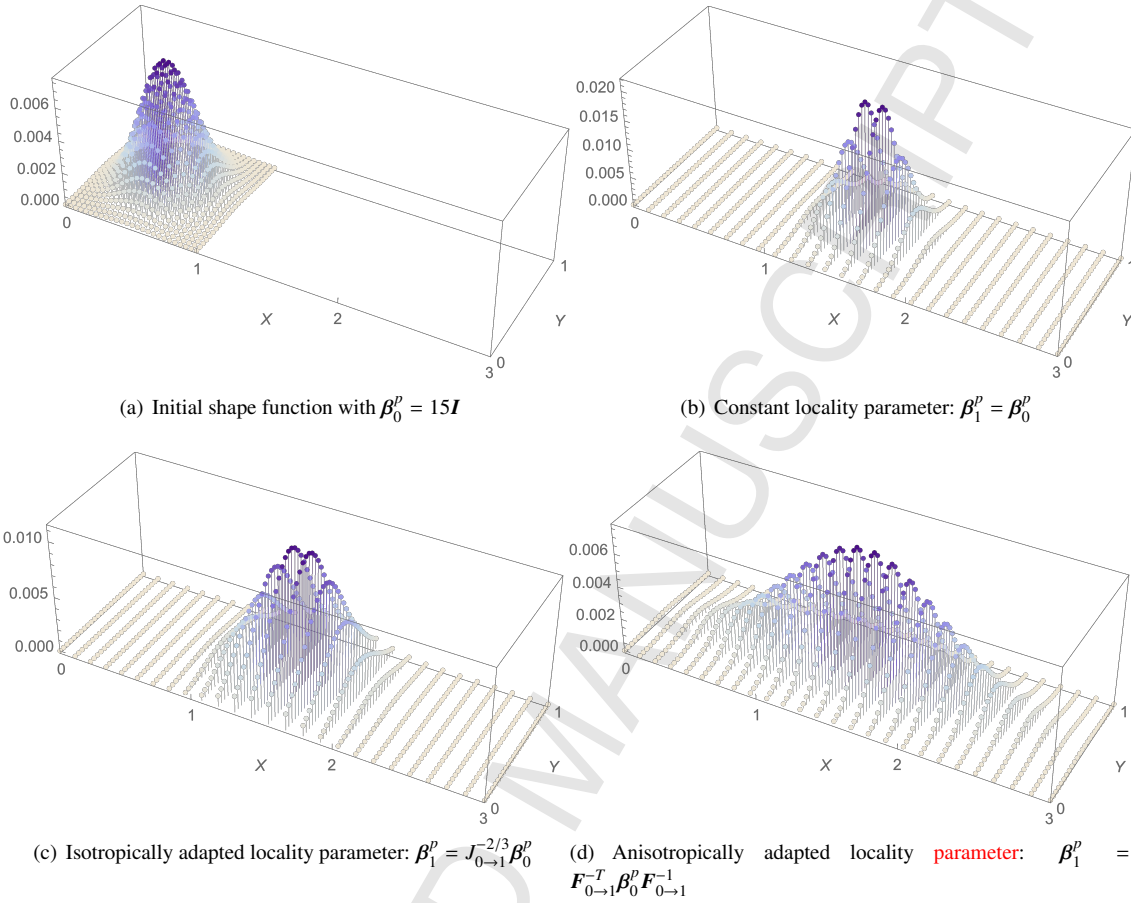 0.006
0.004
0.002
0.000
0
1
2
3
0
1
X
Y
(a) Initial shape function with β₀ᵖ = 15I
0.020
0.015
0.010
0.005
0.000
0
1
2
3
0
1
X
Y
(b) Constant locality parameter: β₁ᵖ = β₀ᵖ
0.010
0.005
0.000
0
1
2
3
0
1
X
Y
(c) Isotropically adapted locality parameter: β₁ᵖ = J₀→₁^{-2/3} β₀ᵖ
0.006
0.004
0.002
0.000
0
1
2
3
0
1
X
Y
(d) Anisotropically adapted locality parameter: β₁ᵖ =
F₀→₁^{-T} β₀ᵖ F₀→₁^{-1}
D MANUSCRIPT